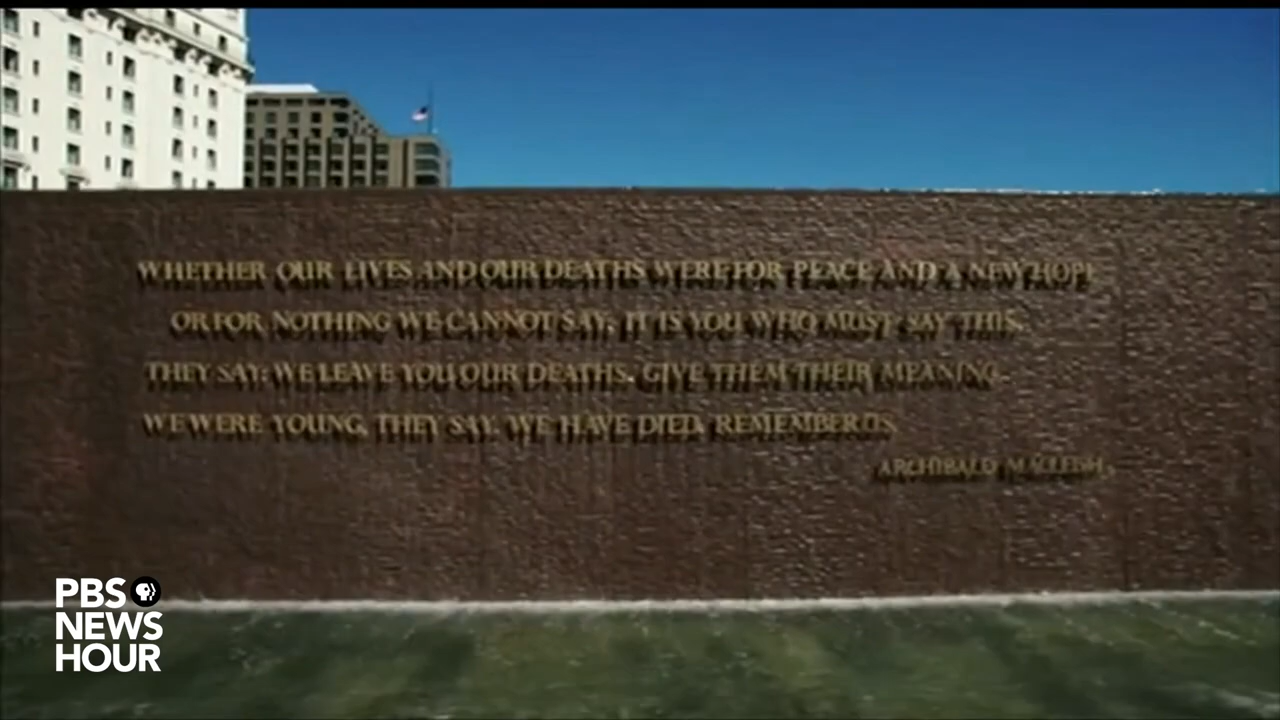 WHETHER OUR LIVES AND OUR DEATHS WERE FOR PEACE AND A NEW HOPE
OR FOR NOTHING WE CANNOT SAY, IT IS YOU WHO MUST SAY THIS.
THEY SAY: WE LEAVE YOU OUR DEATHS. GIVE THEM THEIR MEANING.
WE WERE YOUNG, THEY SAY. WE HAVE DIED. REMEMBER US.
ARCHIBALD MACLEISH.
PBS
NEWS
HOUR